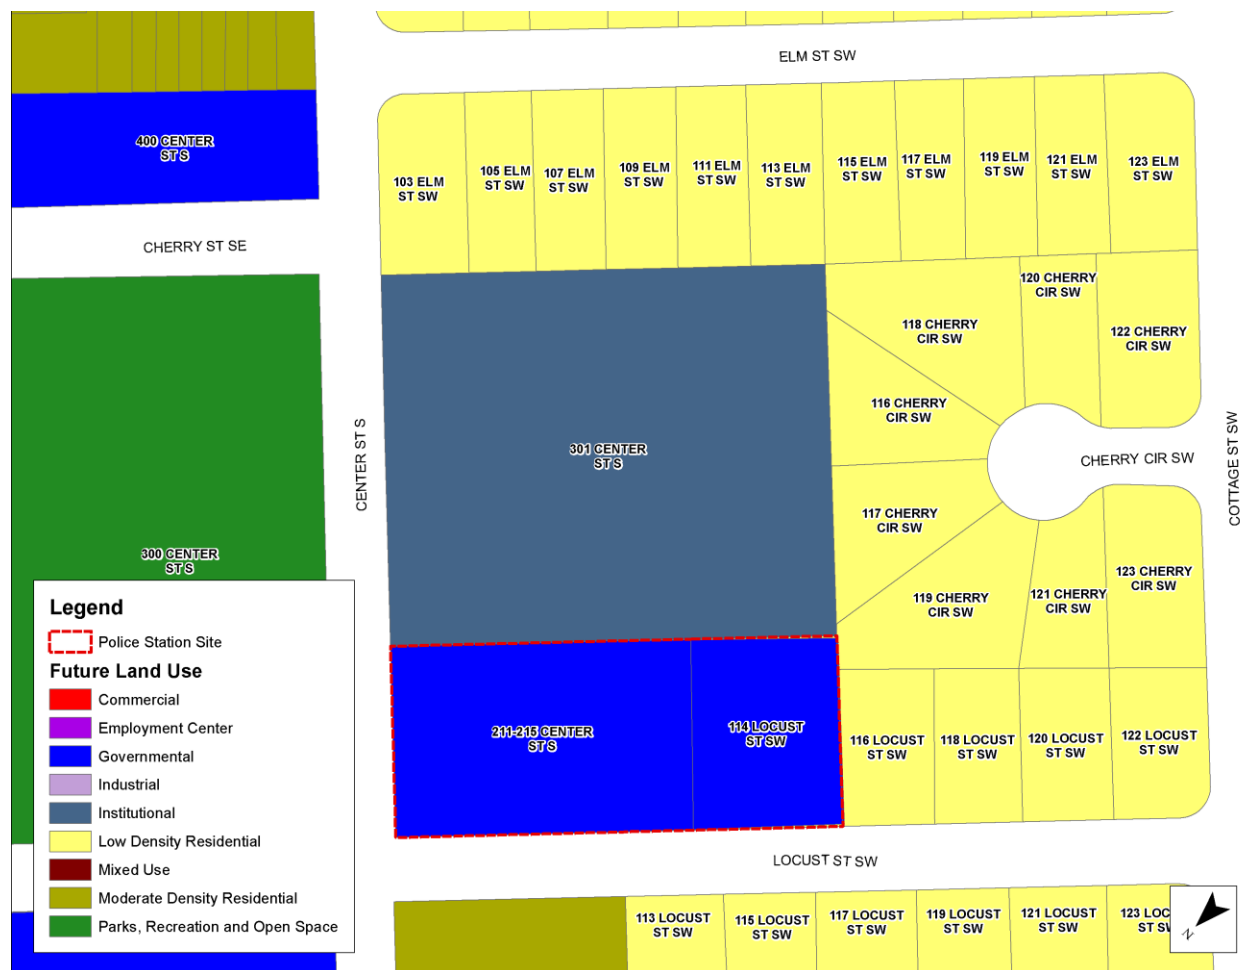 ELM ST SW
400 CENTER
ST S
103 ELM
ST SW
105 ELM
ST SW
107 ELM
ST SW
109 ELM
ST SW
111 ELM
ST SW
113 ELM
ST SW
115 ELM
ST SW
117 ELM
ST SW
119 ELM
ST SW
121 ELM
ST SW
123 ELM
ST SW
CHERRY ST SE
120 CHERRY
CIR SW
118 CHERRY
CIR SW
122 CHERRY
CIR SW
116 CHERRY
CIR SW
301 CENTER
ST S
CENTER ST S
CHERRY CIR SW
COTTAGE ST SW
117 CHERRY
CIR SW
300 CENTER
ST S
119 CHERRY
CIR SW
121 CHERRY
CIR SW
123 CHERRY
CIR SW
211-215 CENTER
ST S
114 LOCUST
ST SW
116 LOCUST
ST SW
118 LOCUST
ST SW
120 LOCUST
ST SW
122 LOCUST
ST SW
LOCUST ST SW
113 LOCUST
ST SW
115 LOCUST
ST SW
117 LOCUST
ST SW
119 LOCUST
ST SW
121 LOCUST
ST SW
123 LOC
ST S
N
Legend
Police Station Site
Future Land Use
Commercial
Employment Center
Governmental
Industrial
Institutional
Low Density Residential
Mixed Use
Moderate Density Residential
Parks, Recreation and Open Space